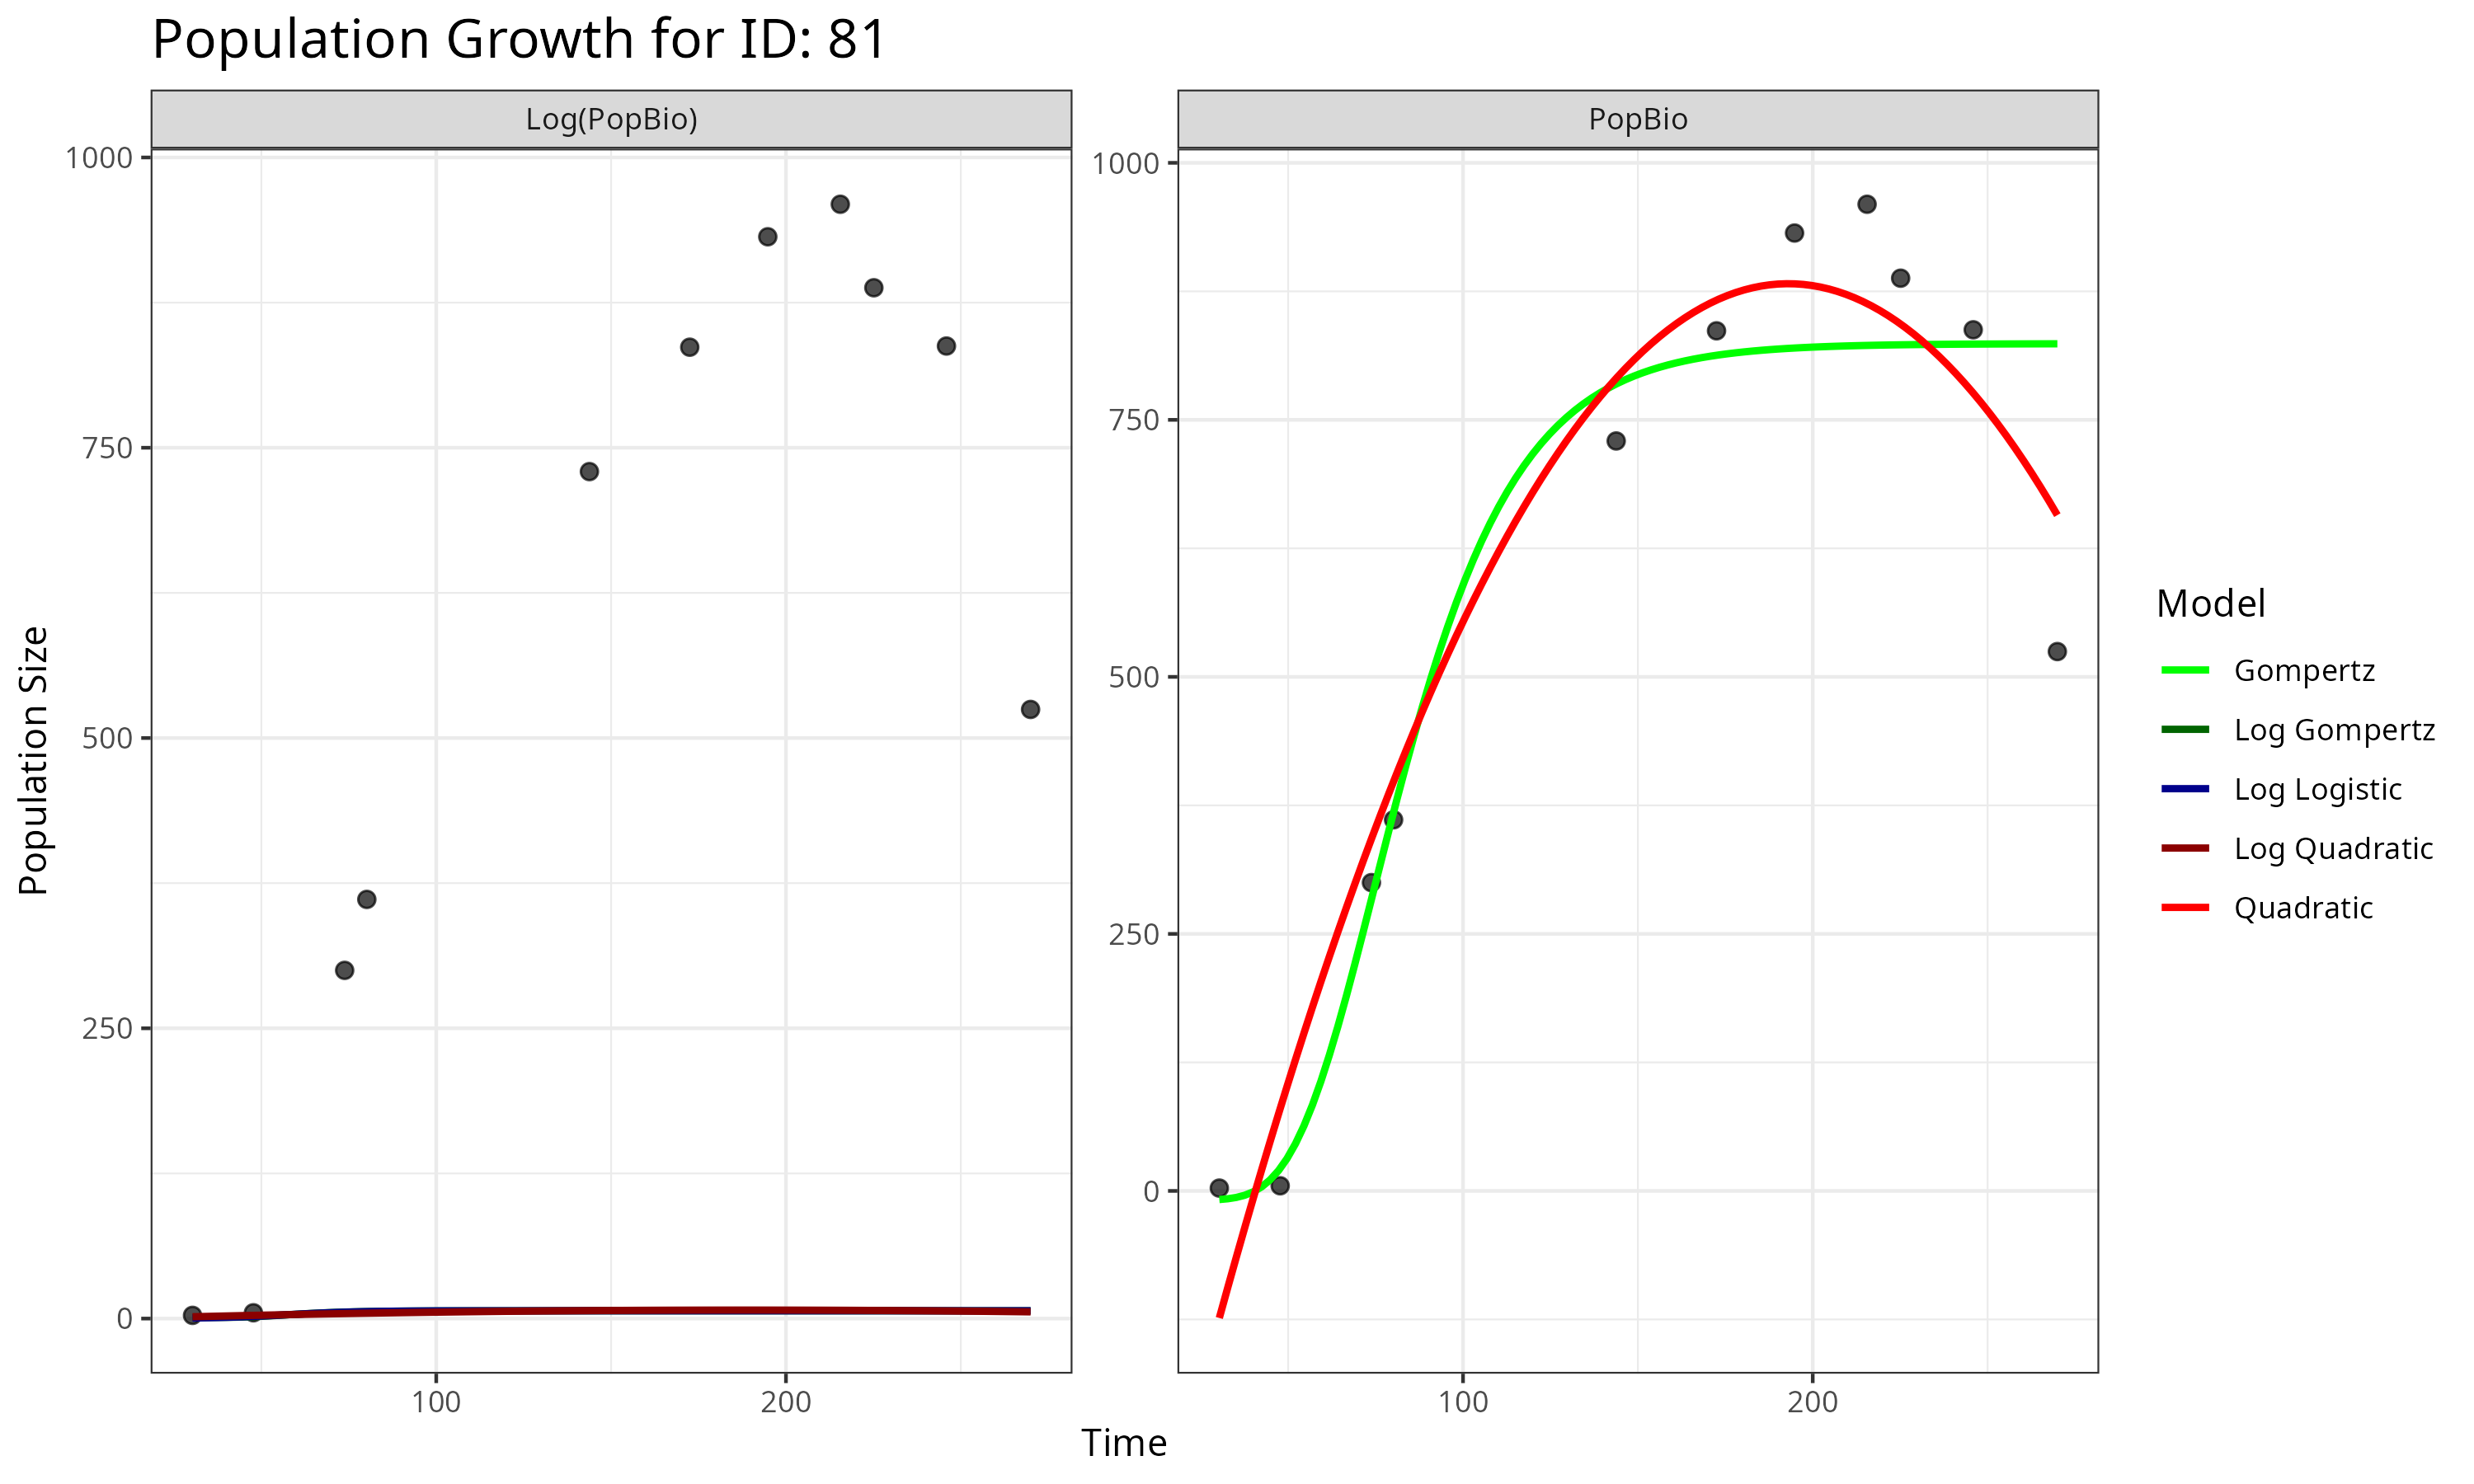 Population Growth for ID: 81
Log(PopBio)
PopBio
1000
750
500
250
0
1000
750
500
250
0
Population Size
100
200
100
200
Time
Model
Gompertz
Log Gompertz
Log Logistic
Log Quadratic
Quadratic